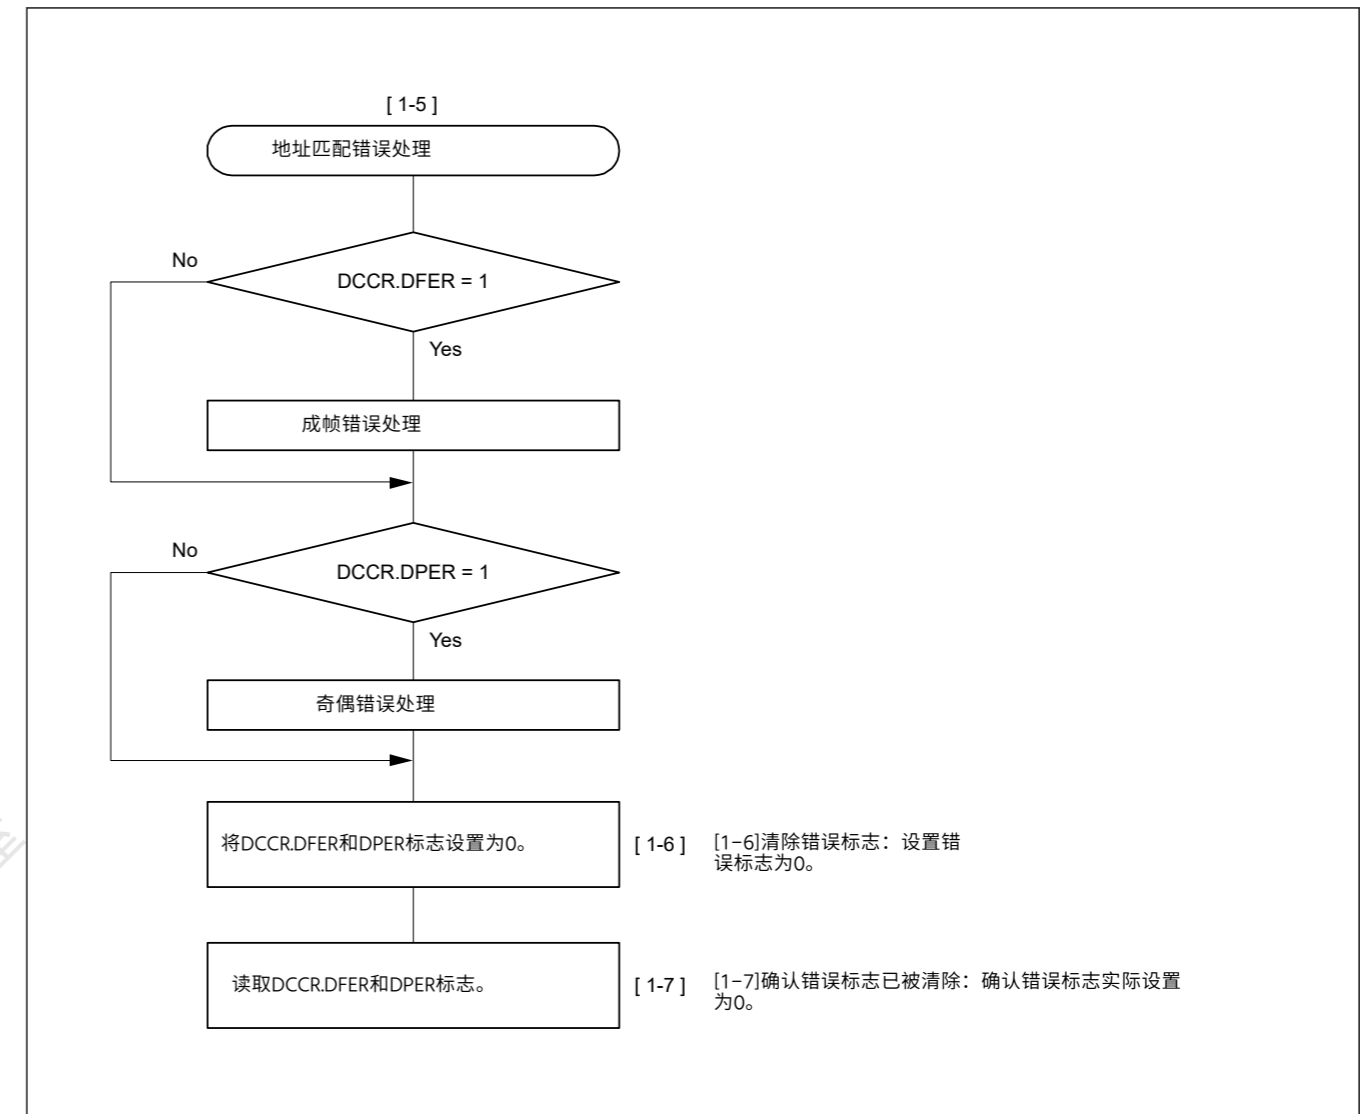 [ 1-5 ]
地址匹配错误处理
No
DCCR.DFER = 1
Yes
成帧错误处理
No
DCCR.DPER = 1
Yes
奇偶错误处理
将DCCR.DFER和DPER标志设置为0。
[ 1-6 ]
[1-6]清除错误标志：设置错
误标志为0。
读取DCCR.DFER和DPER标志。
[ 1-7 ]
[1-7]确认错误标志已被清除：确认错误标志实际设置
为0。